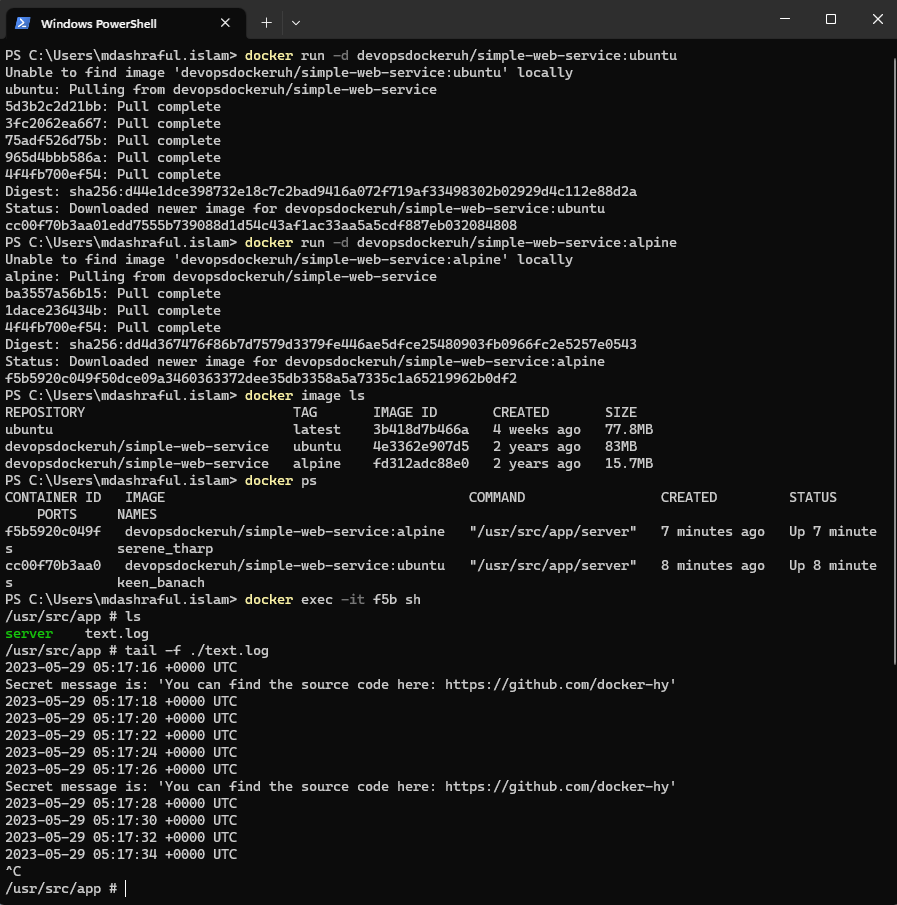 Windows PowerShell
PS C:\Users\mdashraful.islam> docker run -d devopsdockeruh/simple-web-service:ubuntu
Unable to find image 'devopsdockeruh/simple-web-service:ubuntu' locally
ubuntu: Pulling from devopsdockeruh/simple-web-service
5d3b2c2d21bb: Pull complete
3fc2062ea667: Pull complete
75adf526d75b: Pull complete
965d4bbb586a: Pull complete
4f4fb700ef54: Pull complete
Digest: sha256:d44e1dce398732e18c7c2bad9416a072f719af33498302b02929d4c112e88d2a
Status: Downloaded newer image for devopsdockeruh/simple-web-service:ubuntu
cc00f70b3aa01edd7555b739088d1d54c43af1ac33aa5a5cdf887eb032084808
PS C:\Users\mdashraful.islam> docker run -d devopsdockeruh/simple-web-service:alpine
Unable to find image 'devopsdockeruh/simple-web-service:alpine' locally
alpine: Pulling from devopsdockeruh/simple-web-service
ba3557a56b15: Pull complete
1dace236434b: Pull complete
4f4fb700ef54: Pull complete
Digest: sha256:dd4d367476f86b7d7579d3379fe446ae5dfce25480903fb0966fc2e5257e0543
Status: Downloaded newer image for devopsdockeruh/simple-web-service:alpine
f5b5920c049f50dce09a3460363372dee35db3358a5a7335c1a65219962b0df2
PS C:\Users\mdashraful.islam> docker image ls
REPOSITORY                          TAG       IMAGE ID       CREATED       SIZE
ubuntu                              latest    3b418d7b466a   4 weeks ago   77.8MB
devopsdockeruh/simple-web-service   ubuntu    4e3362e907d5   2 years ago   83MB
devopsdockeruh/simple-web-service   alpine    fd312adc88e0   2 years ago   15.7MB
PS C:\Users\mdashraful.islam> docker ps
CONTAINER ID   IMAGE                                      COMMAND                 CREATED         STATUS
    PORTS     NAMES
f5b5920c049f   devopsdockeruh/simple-web-service:alpine   "/usr/src/app/server"   7 minutes ago   Up 7 minute
s             serene_tharp
cc00f70b3aa0   devopsdockeruh/simple-web-service:ubuntu   "/usr/src/app/server"   8 minutes ago   Up 8 minute
s             keen_banach
PS C:\Users\mdashraful.islam> docker exec -it f5b sh
/usr/src/app # ls
server    text.log
/usr/src/app # tail -f ./text.log
2023-05-29 05:17:16 +0000 UTC
Secret message is: 'You can find the source code here: https://github.com/docker-hy'
2023-05-29 05:17:18 +0000 UTC
2023-05-29 05:17:20 +0000 UTC
2023-05-29 05:17:22 +0000 UTC
2023-05-29 05:17:24 +0000 UTC
2023-05-29 05:17:26 +0000 UTC
Secret message is: 'You can find the source code here: https://github.com/docker-hy'
2023-05-29 05:17:28 +0000 UTC
2023-05-29 05:17:30 +0000 UTC
2023-05-29 05:17:32 +0000 UTC
2023-05-29 05:17:34 +0000 UTC
^C
/usr/src/app #